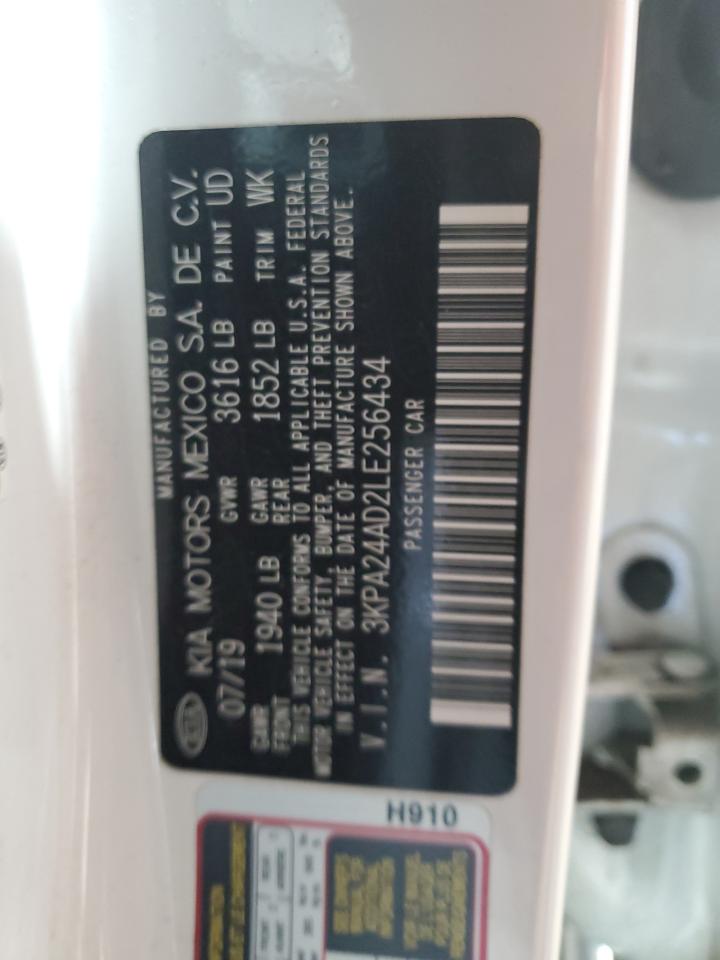 MANUFACTURED BY
KIA MOTORS MEXICO S.A. DE C.V.
07/19 GVWR 3616 LB PAINT UD
GAWR FRONT 1940 LB GAWR REAR 1852 LB TRIM WK
THIS VEHICLE CONFORMS TO ALL APPLICABLE U.S.A. FEDERAL
MOTOR VEHICLE SAFETY, BUMPER, AND THEFT PREVENTION STANDARDS
IN EFFECT ON THE DATE OF MANUFACTURE SHOWN ABOVE.
V.I.N. 3KPA24AD2LE256434
PASSENGER CAR
H910